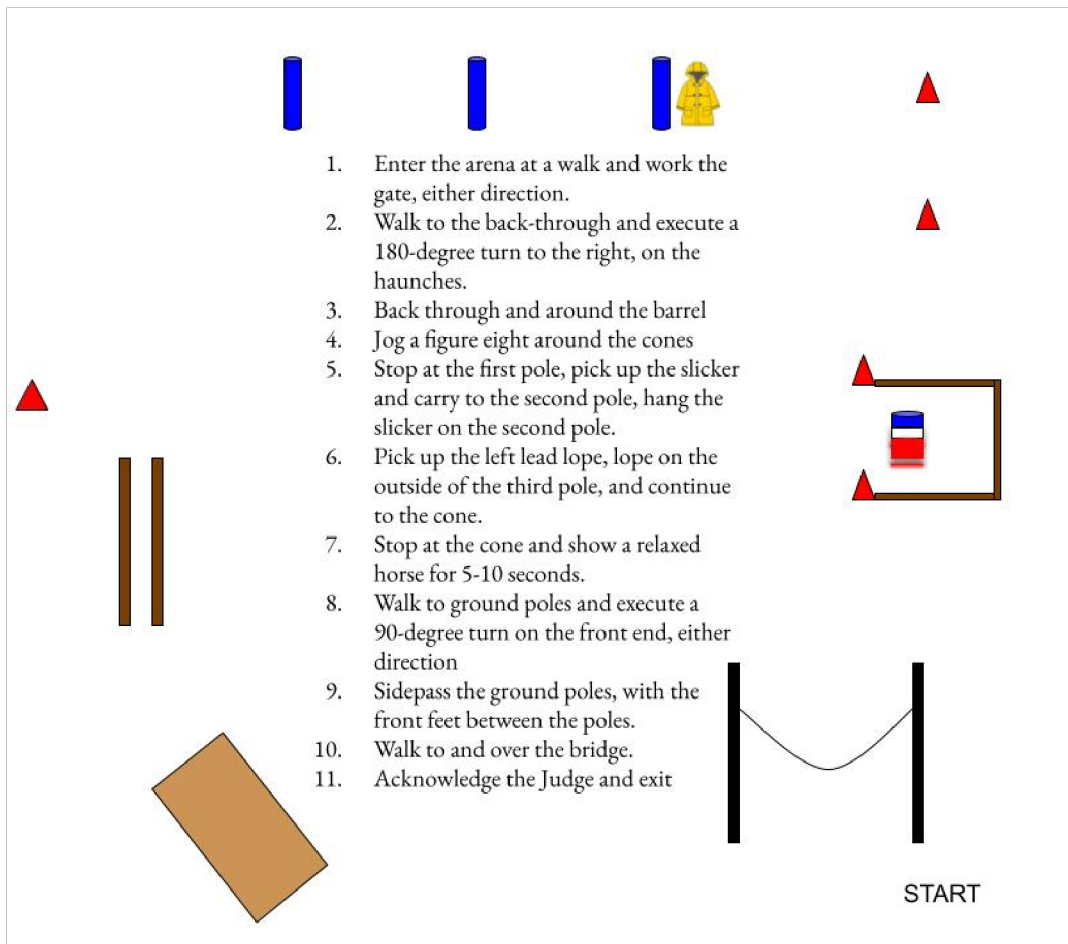 1. Enter the arena at a walk and work the
gate, either direction.
2. Walk to the back-through and execute a
180-degree turn to the right, on the
haunches.
3. Back through and around the barrel
4. Jog a figure eight around the cones
5. Stop at the first pole, pick up the slicker
and carry to the second pole, hang the
slicker on the second pole.
6. Pick up the left lead lope, lope on the
outside of the third pole, and continue
to the cone.
7. Stop at the cone and show a relaxed
horse for 5-10 seconds.
8. Walk to ground poles and execute a
90-degree turn on the front end, either
direction
9. Sidepass the ground poles, with the
front feet between the poles.
10. Walk to and over the bridge.
11. Acknowledge the Judge and exit
START